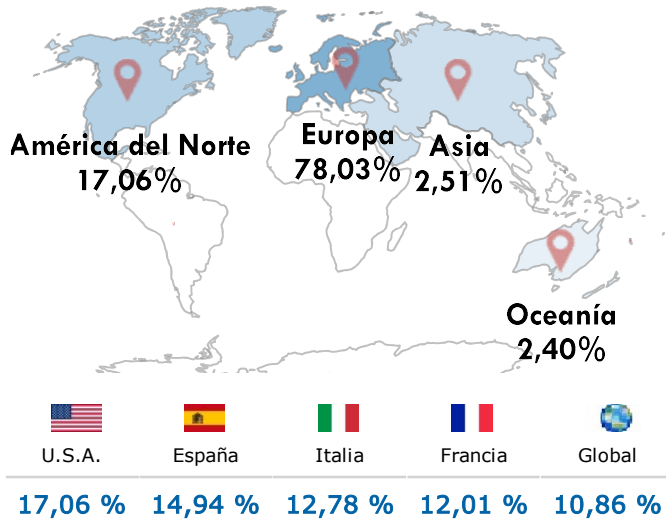 América del Norte
17,06%
Europa
78,03%
Asia
2,51%
Oceanía
2,40%
U.S.A. España Italia Francia Global
17,06 % 14,94 % 12,78 % 12,01 % 10,86 %